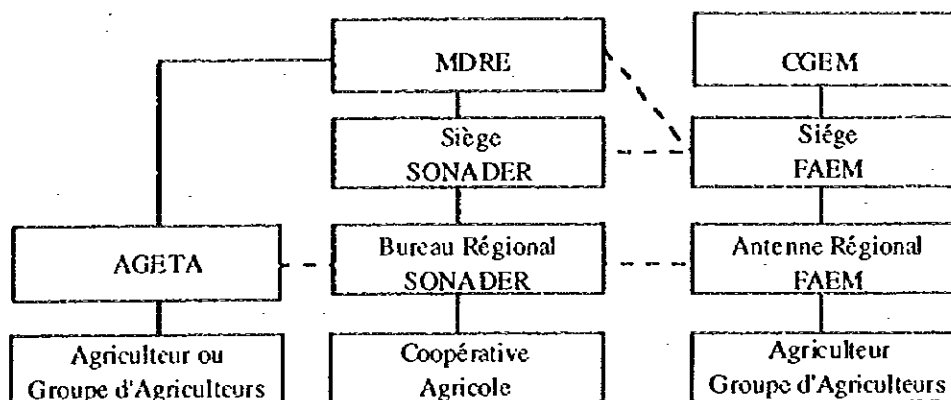 MDRE
CGEM
Siège
SONADER
Siége
FAEM
AGETA
Bureau Régional
SONADER
Antenne Régional
FAEM
Agriculteur ou
Groupe d'Agriculteurs
Coopérative
Agricole
Agriculteur
Groupe d'Agriculteurs